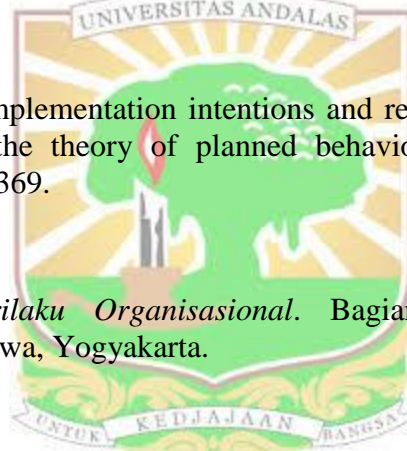 UNIVERSITAS ANDALAS
mplementation intentions and re
the theory of planned behavio
369.
rilaku Organisasional. Bagian
wa, Yogyakarta.
UNTUK KEDJAJAAN BANGSA